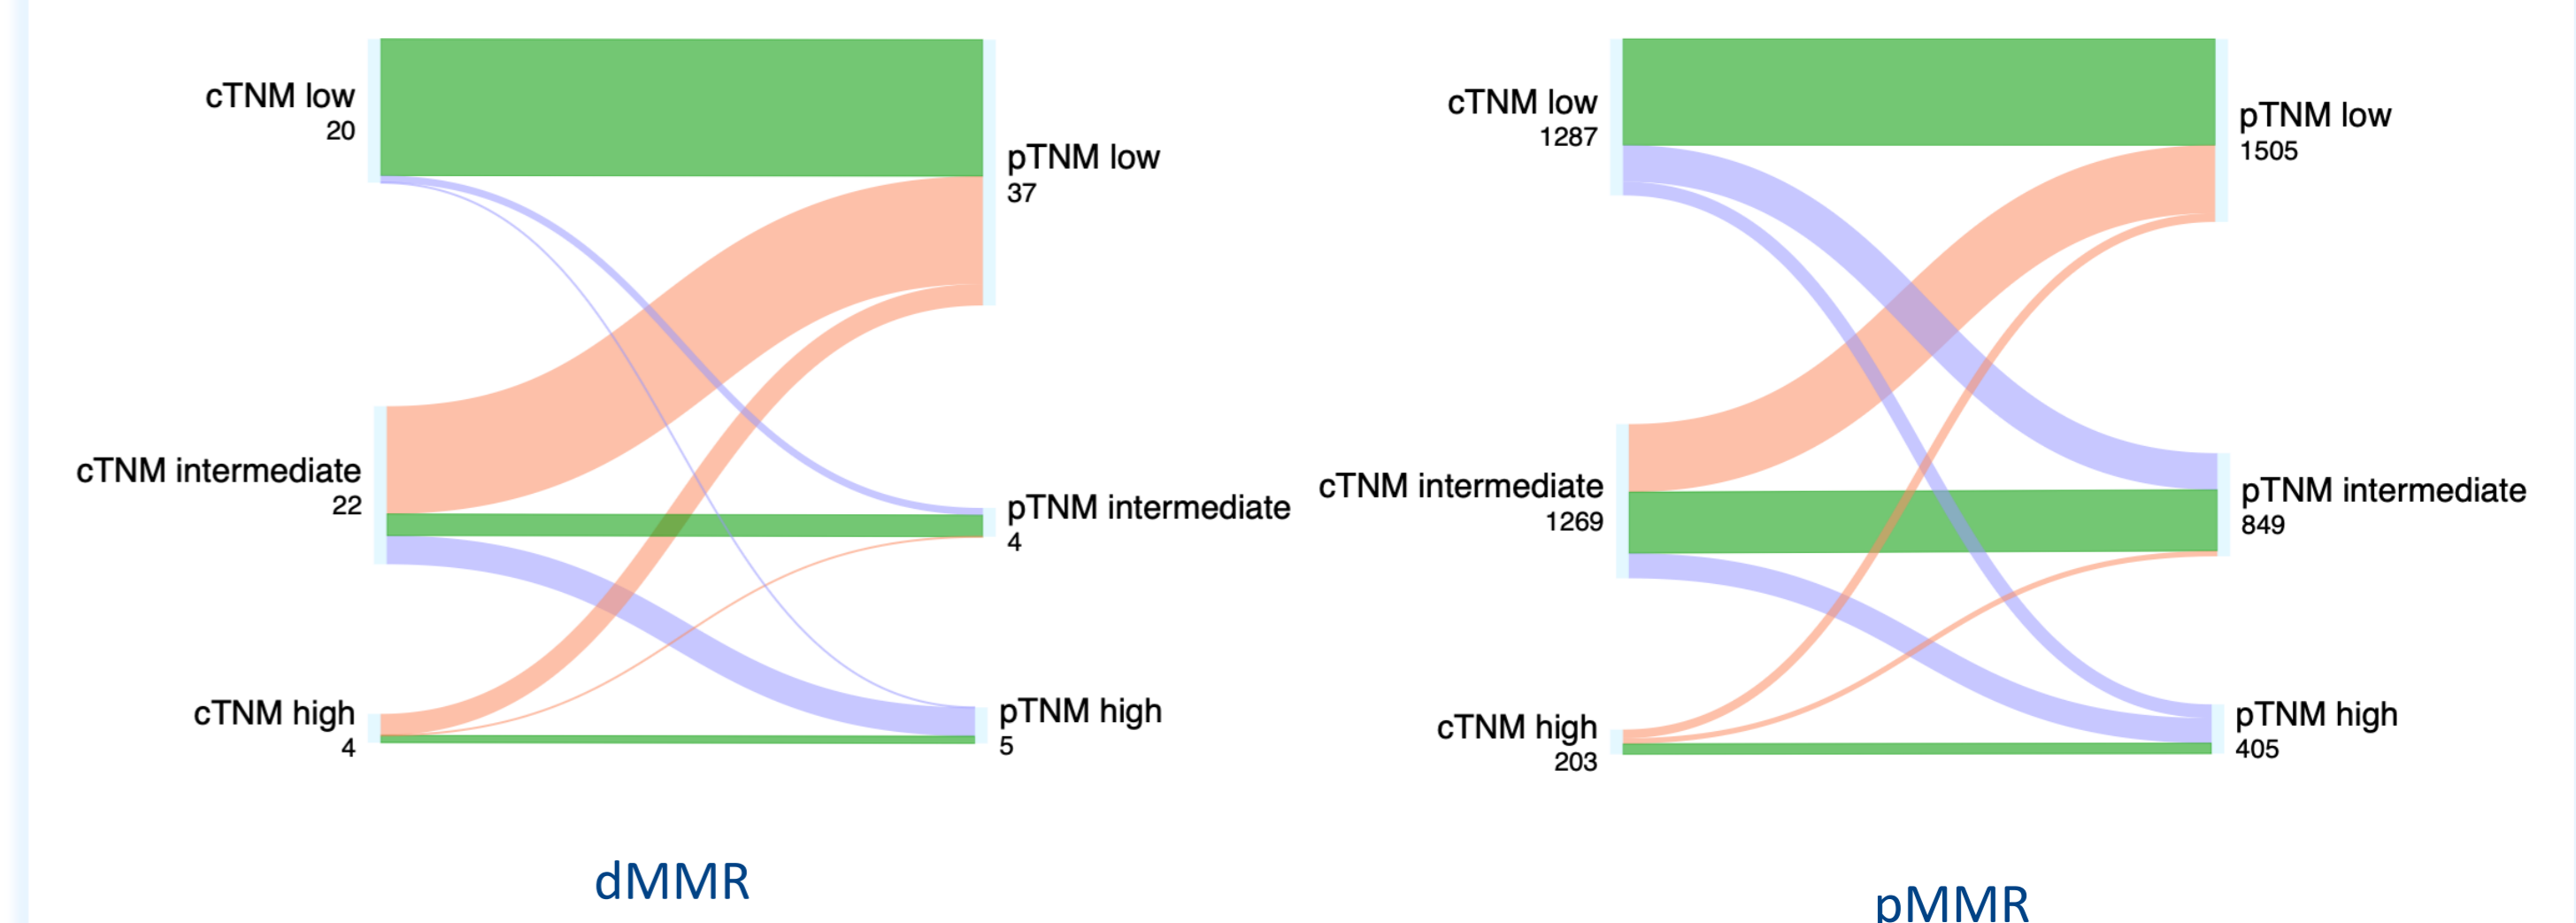 cTNM low
20
cTNM intermediate
22
cTNM high
4
pTNM low
37
pTNM intermediate
4
pTNM high
5
dMMR
cTNM low
1287
cTNM intermediate
1269
cTNM high
203
pTNM low
1505
pTNM intermediate
849
pTNM high
405
pMMR